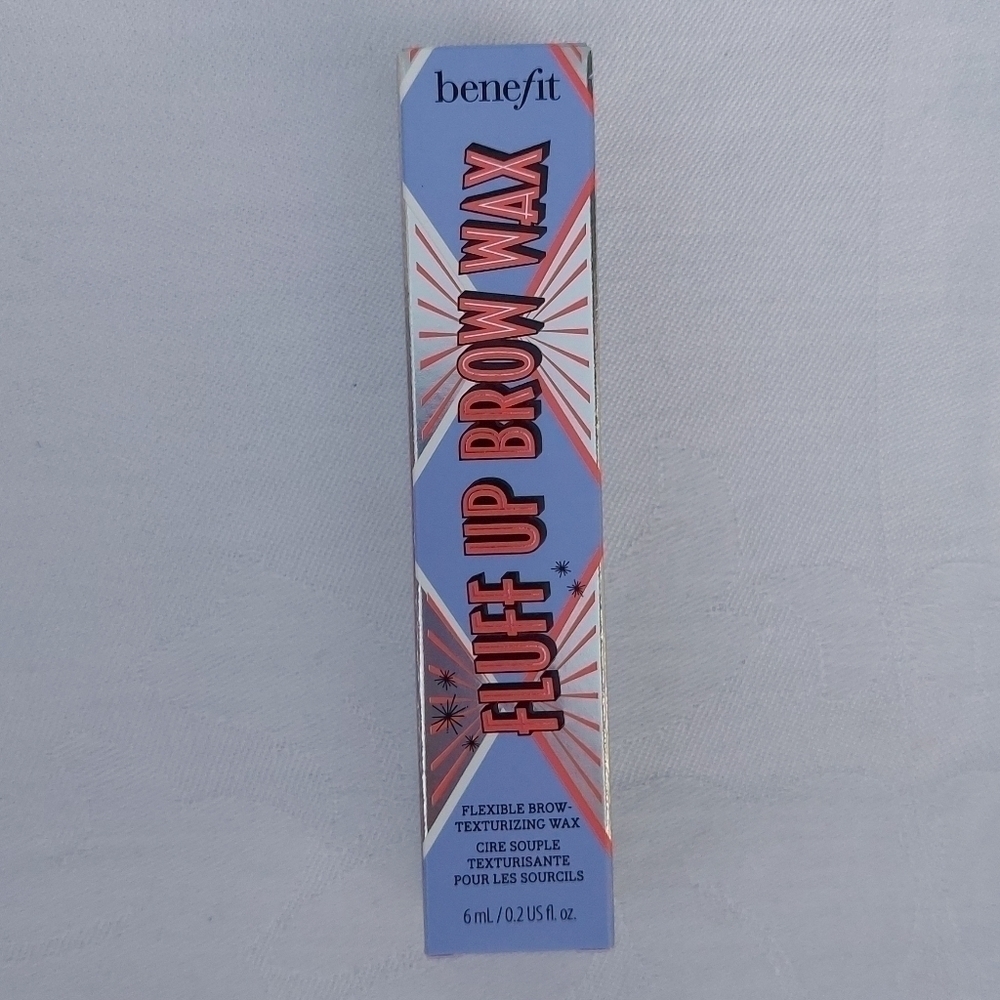 benefit
FLUFF UP BROW WAX
FLEXIBLE BROW-
TEXTURIZING WAX
CIRE SOUPLE
TEXTURISANTE
POUR LES SOURCILS
6 mL / 0.2 US fl. oz.